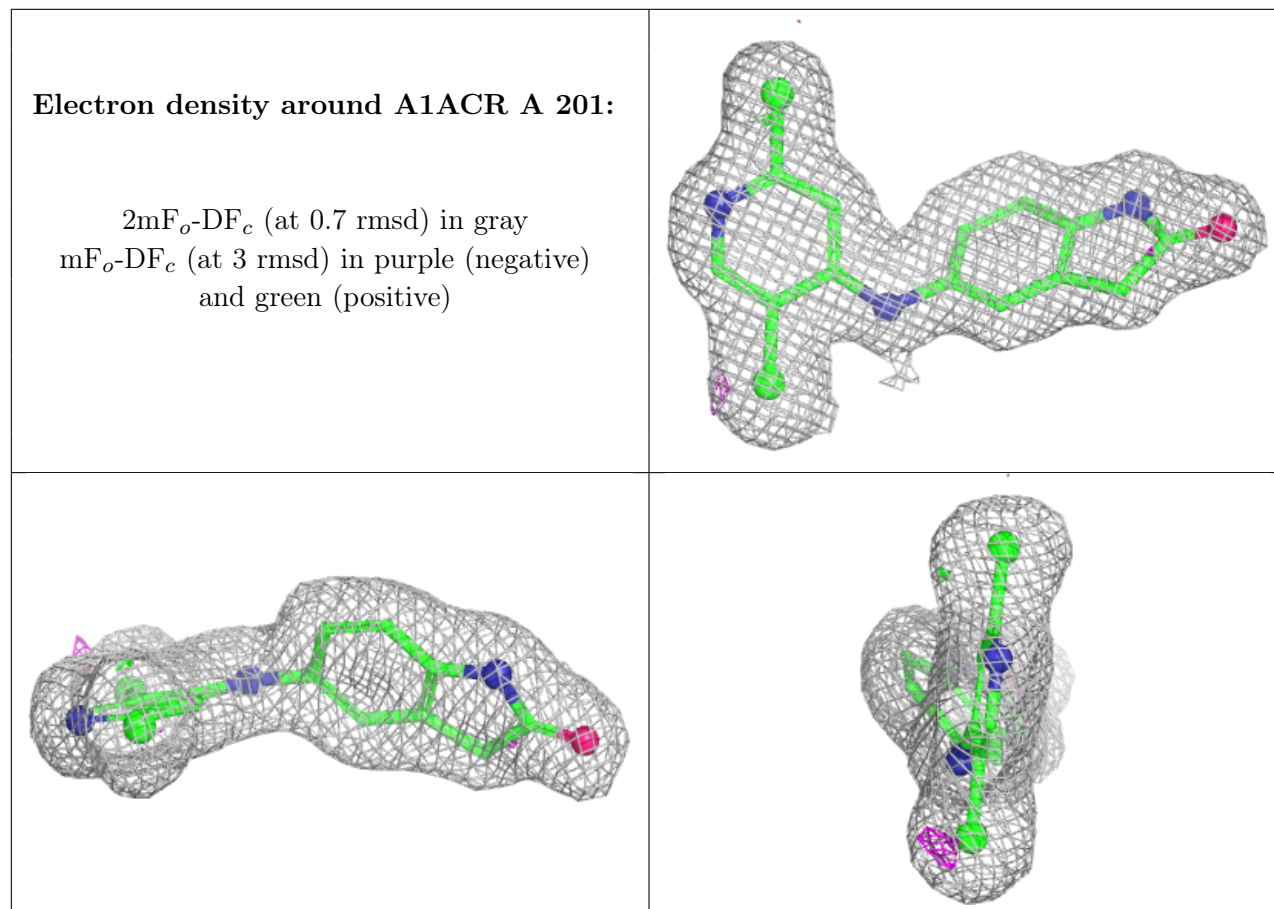 Electron density around A1ACR A 201:
2mFo-DFc (at 0.7 rmsd) in gray
mFo-DFc (at 3 rmsd) in purple (negative)
and green (positive)